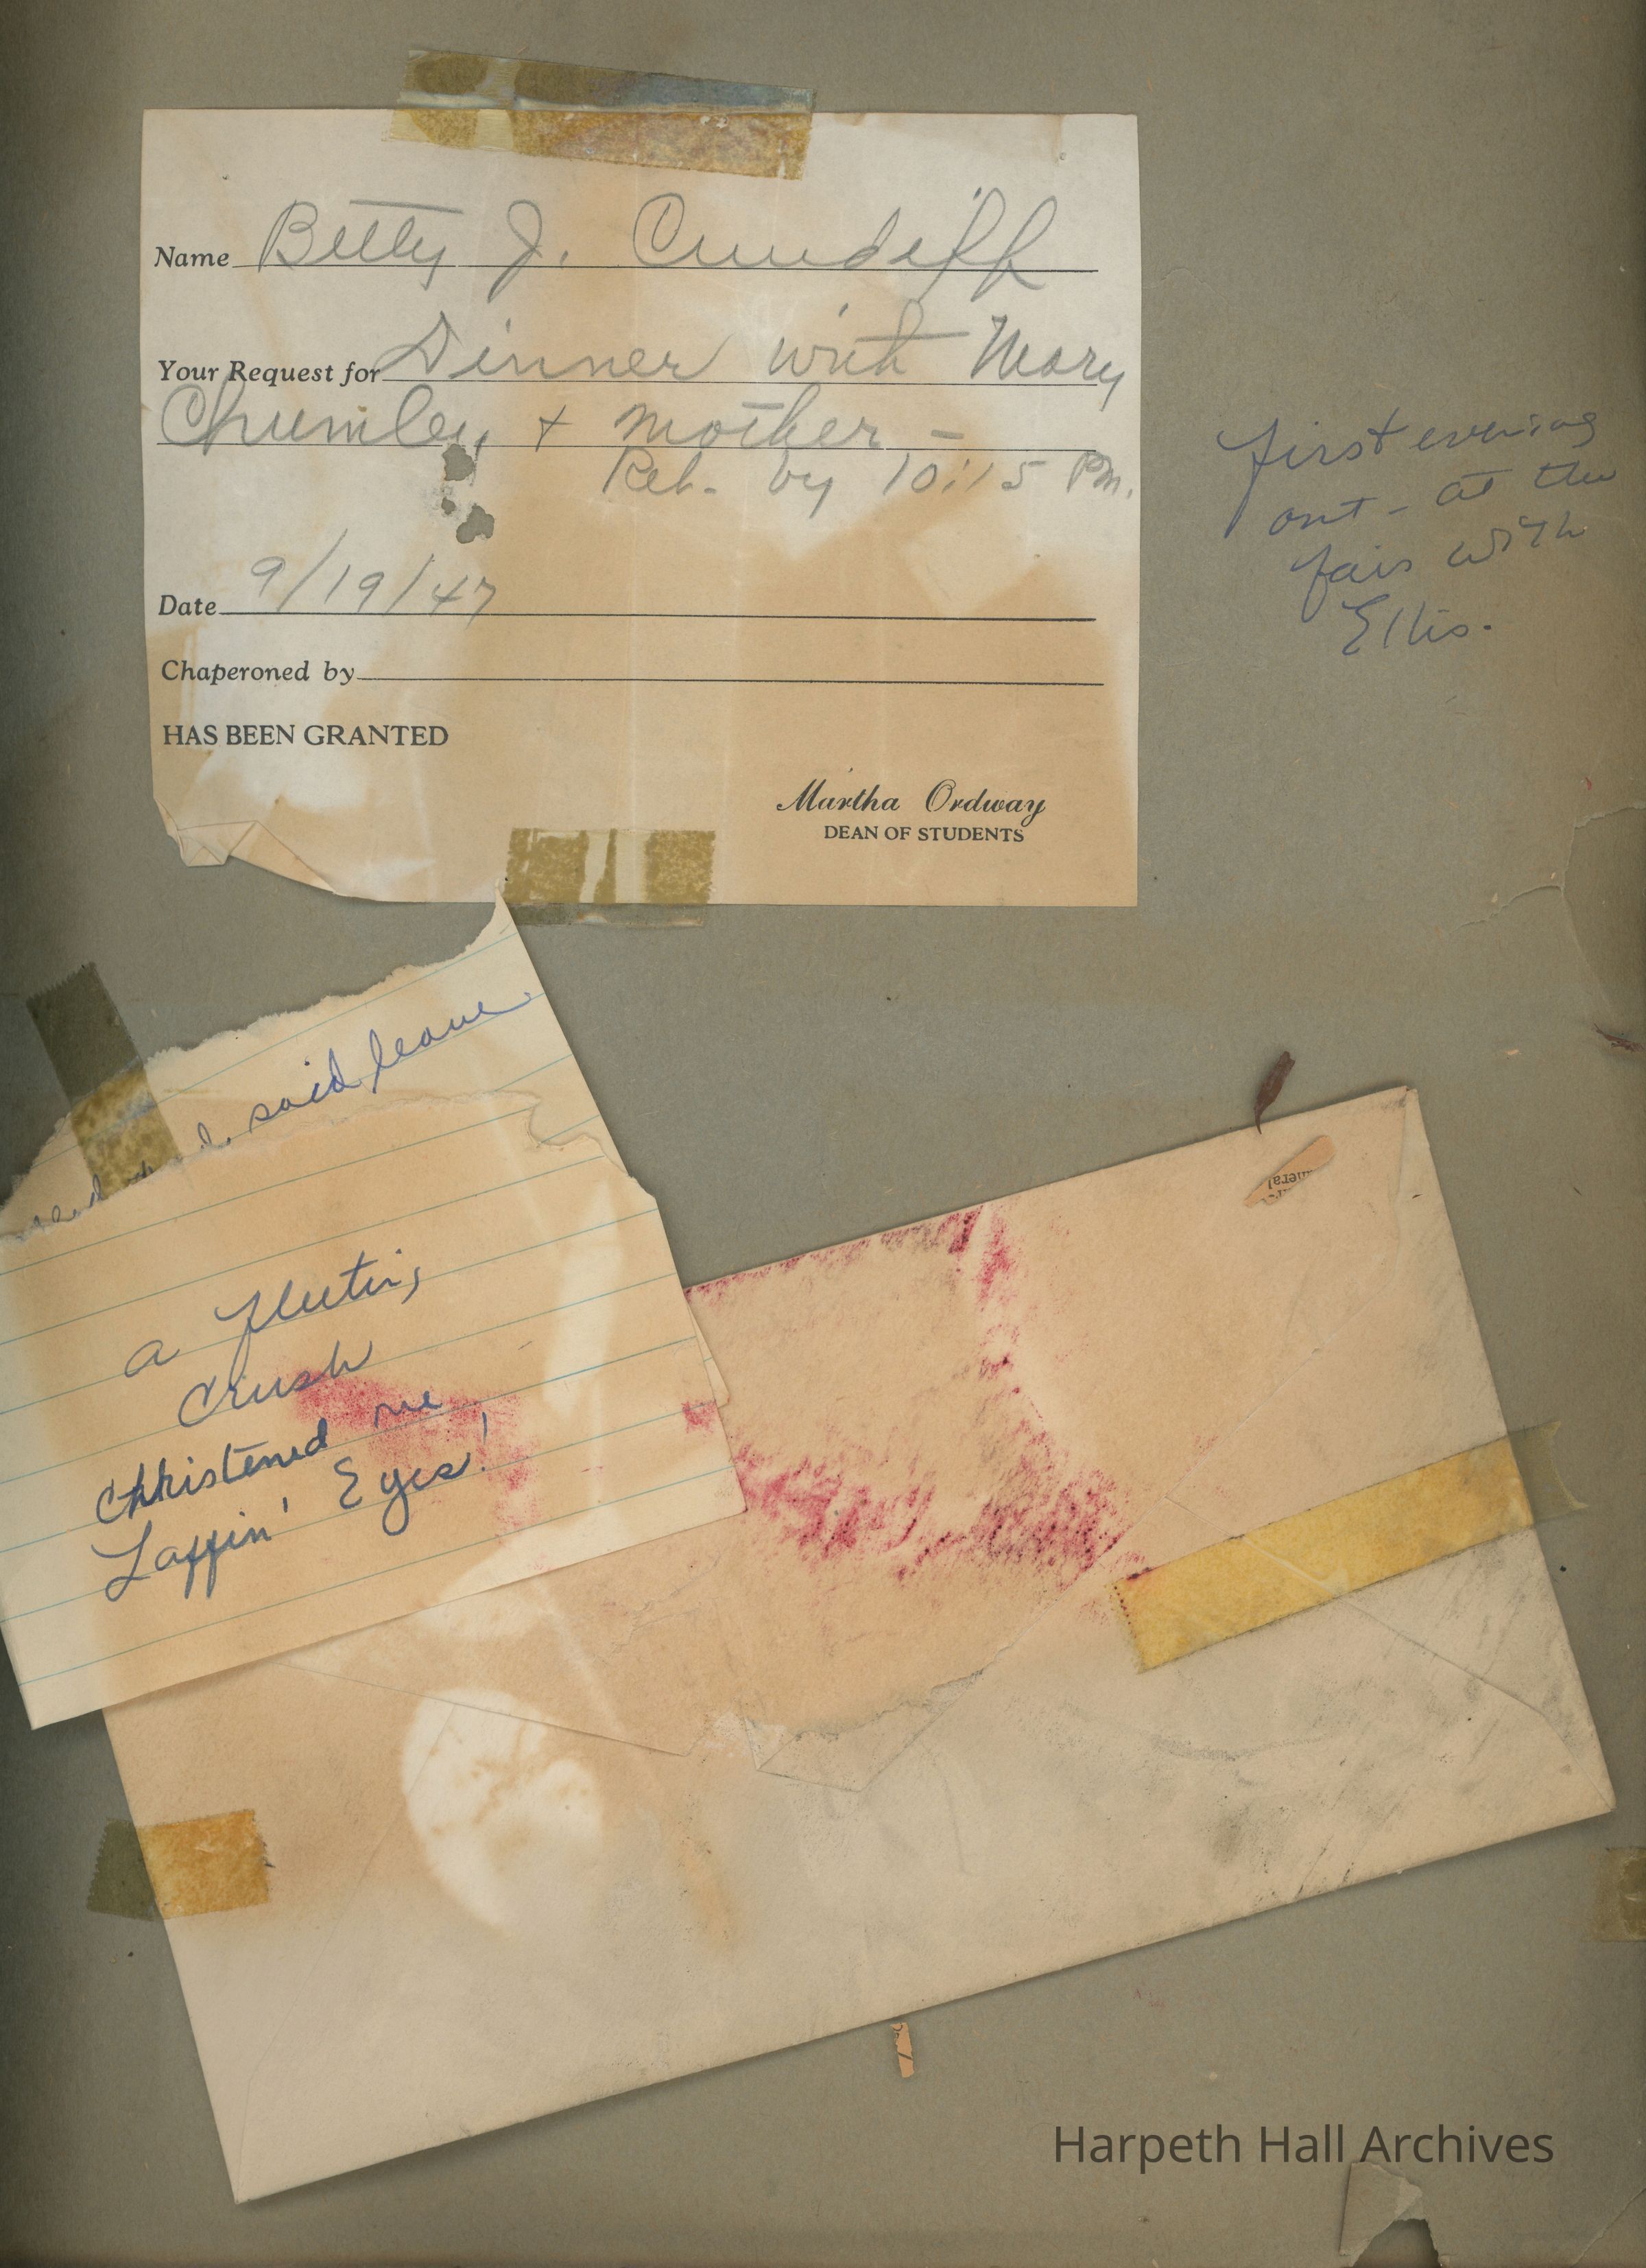 Name Betty J. Cundiff
Your Request for Dinner with Mary
Chumley + mother -
Ret. by 10:15 P.M.
Date 9/19/47
Chaperoned by
HAS BEEN GRANTED
Martha Ordway
DEAN OF STUDENTS
first evening
out - at the
fair with
Ellis.
said leave
a fleeting
crush
christened me
Laffin' Eyes!
neral
Harpeth Hall Archives